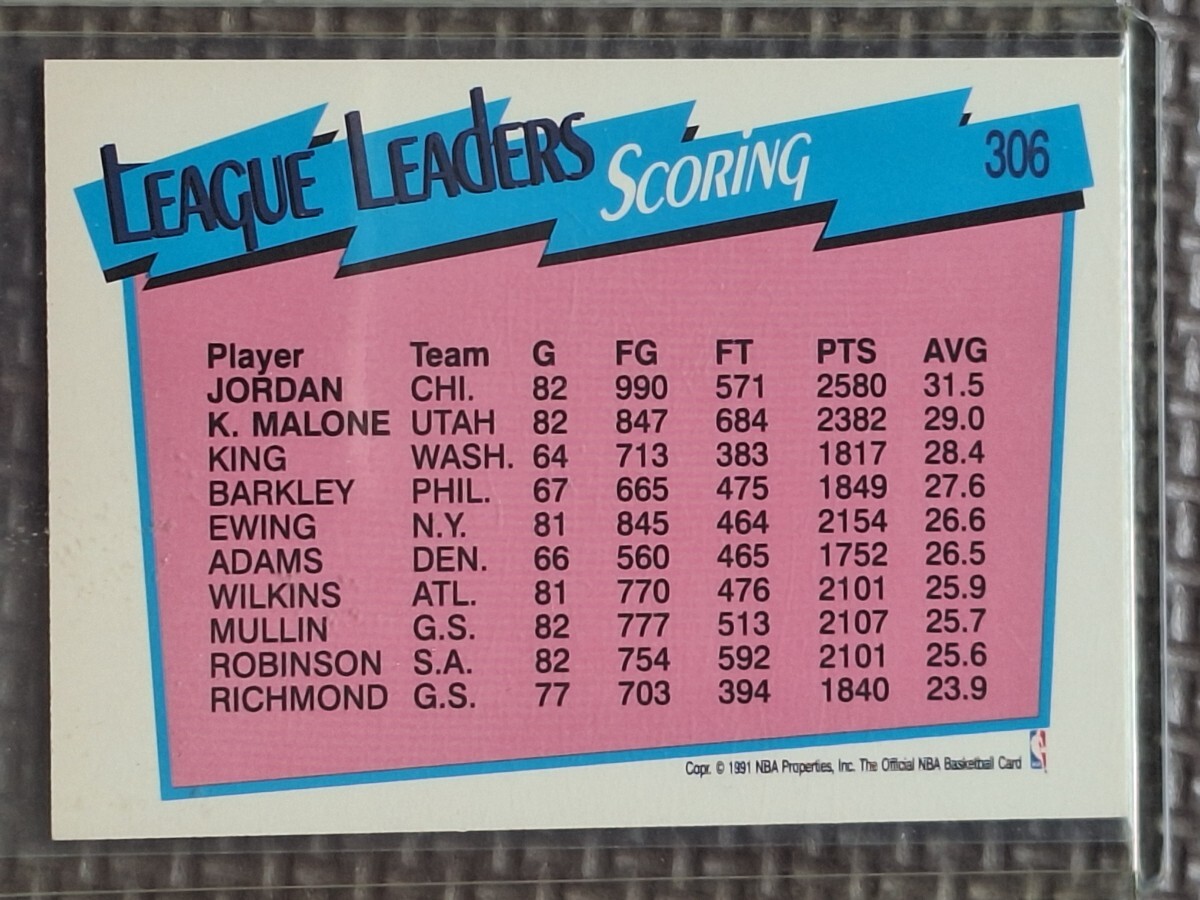 LEAGUE LEADERS SCORING 306
Player Team G FG FT PTS AVG
JORDAN CHI. 82 990 571 2580 31.5
K. MALONE UTAH 82 847 684 2382 29.0
KING WASH. 64 713 383 1817 28.4
BARKLEY PHIL. 67 665 475 1849 27.6
EWING N.Y. 81 845 464 2154 26.6
ADAMS DEN. 66 560 465 1752 26.5
WILKINS ATL. 81 770 476 2101 25.9
MULLIN G.S. 82 777 513 2107 25.7
ROBINSON S.A. 82 754 592 2101 25.6
RICHMOND G.S. 77 703 394 1840 23.9
Copr. © 1991 NBA Properties, Inc. The Official NBA Basketball Card